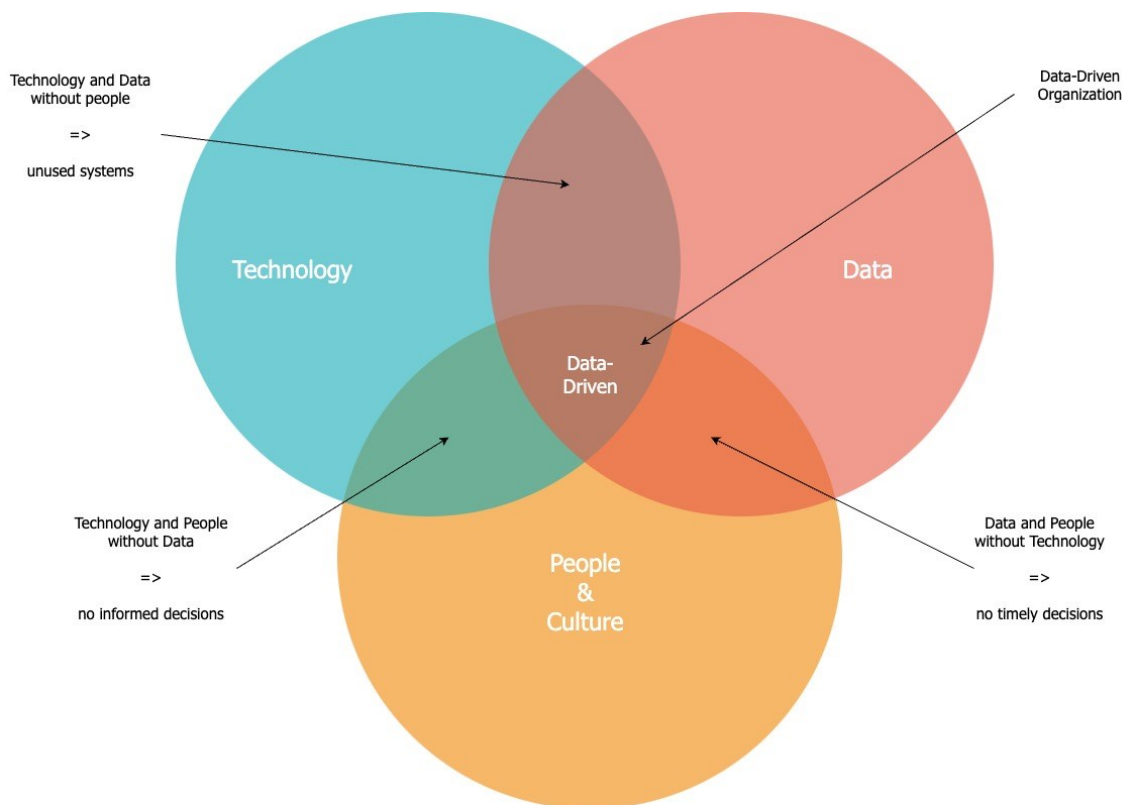 Technology and Data
without people
=>
unused systems
Data-Driven
Organization
Technology
Data
Data-
Driven
Technology and People
without Data
=>
no informed decisions
People
&
Culture
Data and People
without Technology
=>
no timely decisions